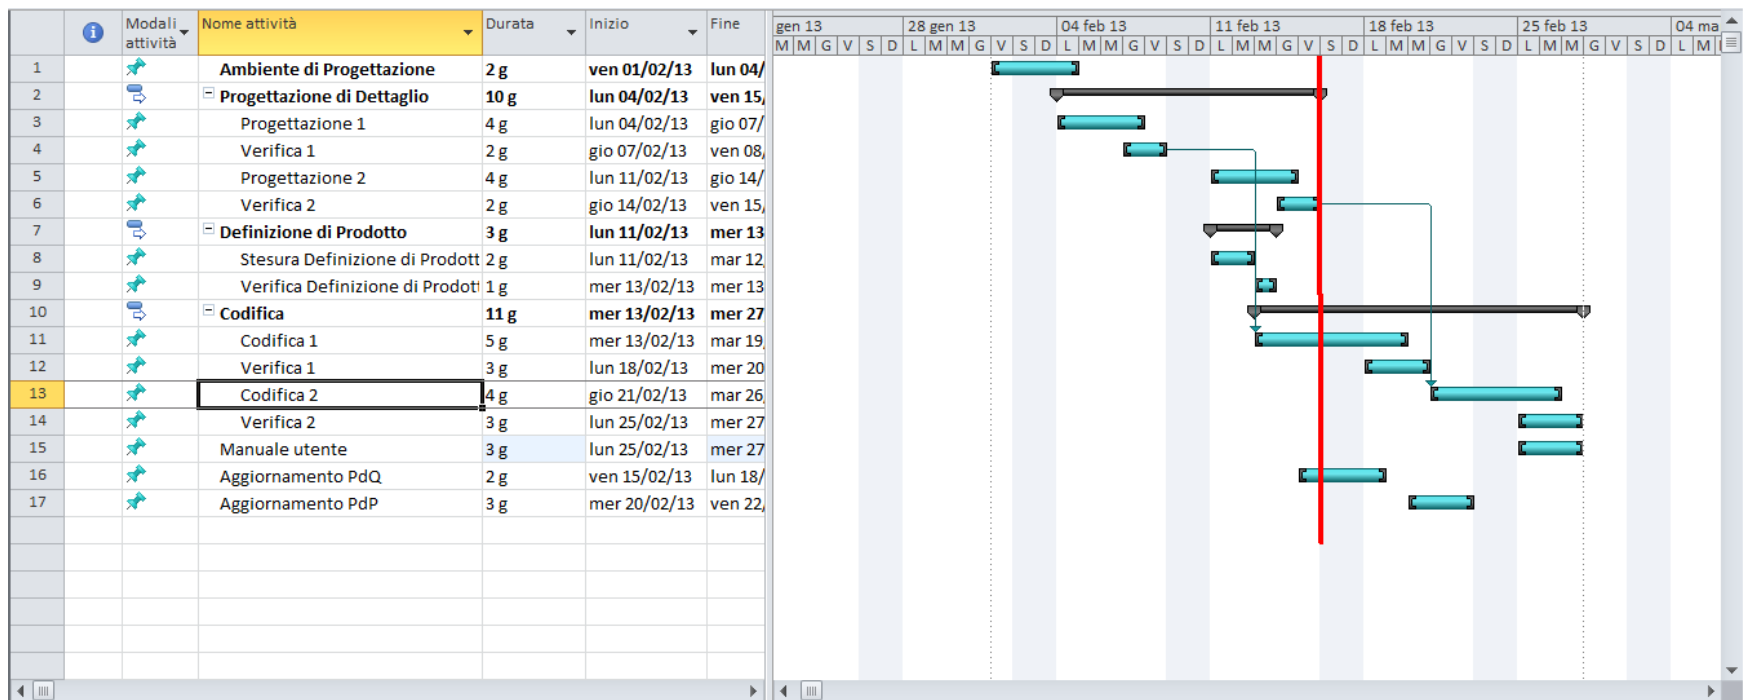 Modali attività Nome attività Durata Inizio Fine
gen 13 28 gen 13 04 feb 13 11 feb 13 18 feb 13 25 feb 13 04 ma
M M G V S D L M M G V S D L M M G V S D L M M G V S D L M M G V S D L M M G V S D L M
1 Ambiente di Progettazione 2 g ven 01/02/13 lun 04/
2 Progettazione di Dettaglio 10 g lun 04/02/13 ven 15,
3 Progettazione 1 4 g lun 04/02/13 gio 07/
4 Verifica 1 2 g gio 07/02/13 ven 08,
5 Progettazione 2 4 g lun 11/02/13 gio 14/
6 Verifica 2 2 g gio 14/02/13 ven 15,
7 Definizione di Prodotto 3 g lun 11/02/13 mer 13
8 Stesura Definizione di Prodott 2 g lun 11/02/13 mar 12,
9 Verifica Definizione di Prodott 1 g mer 13/02/13 mer 13
10 Codifica 11 g mer 13/02/13 mer 27
11 Codifica 1 5 g mer 13/02/13 mar 19,
12 Verifica 1 3 g lun 18/02/13 mer 20
13 Codifica 2 4 g gio 21/02/13 mar 26,
14 Verifica 2 3 g lun 25/02/13 mer 27
15 Manuale utente 3 g lun 25/02/13 mer 27
16 Aggiornamento PdQ 2 g ven 15/02/13 lun 18/
17 Aggiornamento PdP 3 g mer 20/02/13 ven 22,